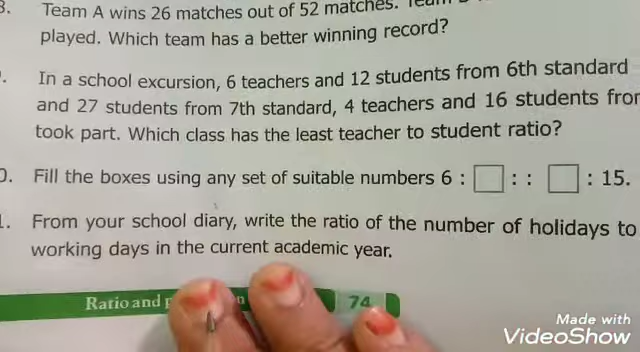 Team A wins 26 matches out of 52 matches.
played. Which team has a better winning record?
In a school excursion, 6 teachers and 12 students from 6th standard
and 27 students from 7th standard, 4 teachers and 16 students from
took part. Which class has the least teacher to student ratio?
Fill the boxes using any set of suitable numbers 6 : □ : : □ : 15.
From your school diary, write the ratio of the number of holidays to
working days in the current academic year.
Ratio and
74
Made with
VideoShow